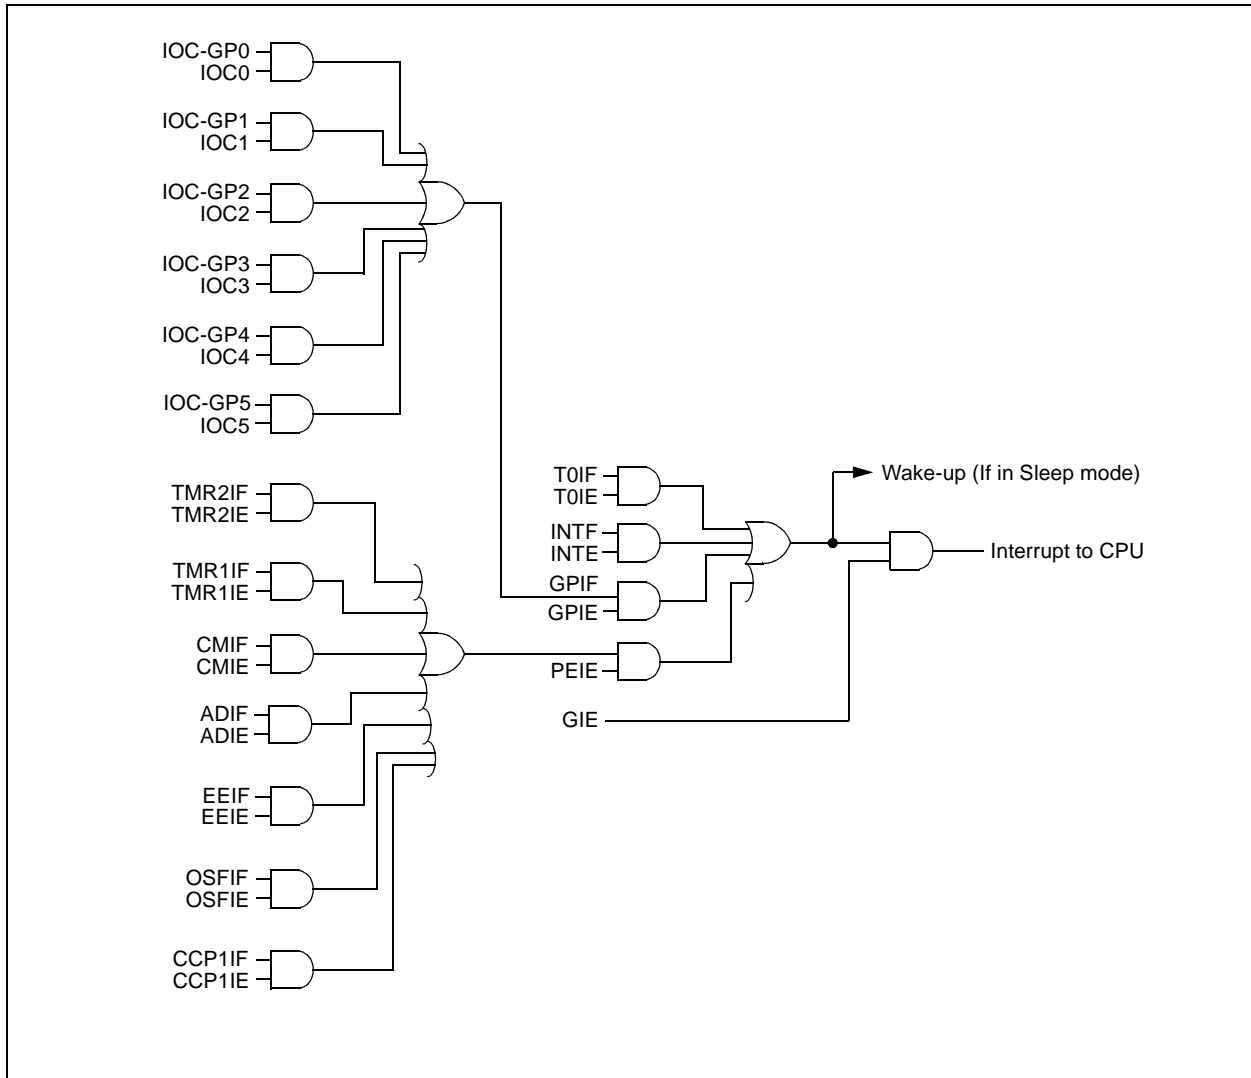 IOC-GP0
IOC0
IOC-GP1
IOC1
IOC-GP2
IOC2
IOC-GP3
IOC3
IOC-GP4
IOC4
IOC-GP5
IOC5
TMR2IF
TMR2IE
TMR1IF
TMR1IE
CMIF
CMIE
ADIF
ADIE
EEIF
EEIE
OSFIF
OSFIE
CCP1IF
CCP1IE
T0IF
T0IE
INTF
INTE
GPIF
GPIE
PEIE
GIE
Wake-up (If in Sleep mode)
Interrupt to CPU